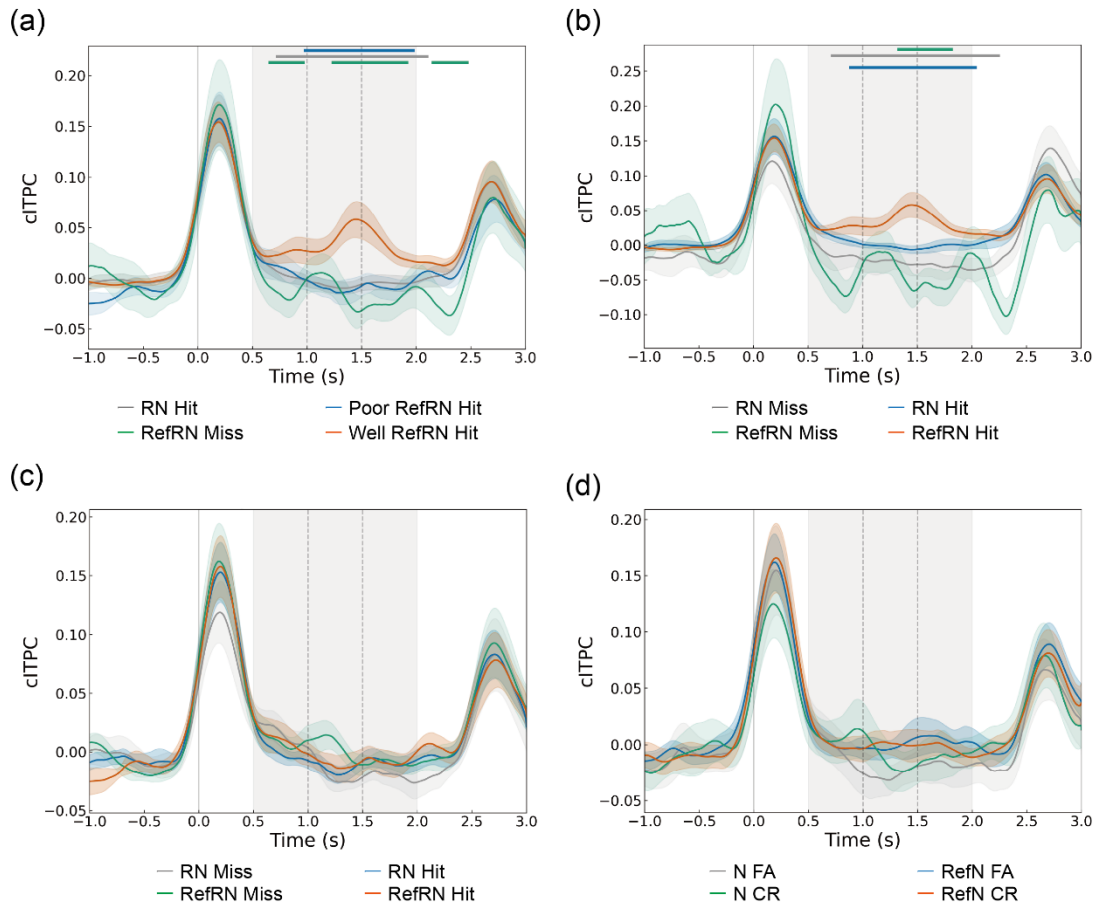 (a)
0.20
0.15
0.10
0.05
0.00
−0.05
cITPC
−1.0 −0.5 0.0 0.5 1.0 1.5 2.0 2.5 3.0
Time (s)
RN Hit Poor RefRN Hit
RefRN Miss Well RefRN Hit
(b)
0.25
0.20
0.15
0.10
0.05
0.00
−0.05
−0.10
cITPC
−1.0 −0.5 0.0 0.5 1.0 1.5 2.0 2.5 3.0
Time (s)
RN Miss RN Hit
RefRN Miss RefRN Hit
(c)
0.20
0.15
0.10
0.05
0.00
−0.05
cITPC
−1.0 −0.5 0.0 0.5 1.0 1.5 2.0 2.5 3.0
Time (s)
RN Miss RN Hit
RefRN Miss RefRN Hit
(d)
0.20
0.15
0.10
0.05
0.00
−0.05
cITPC
−1.0 −0.5 0.0 0.5 1.0 1.5 2.0 2.5 3.0
Time (s)
N FA RefN FA
N CR RefN CR